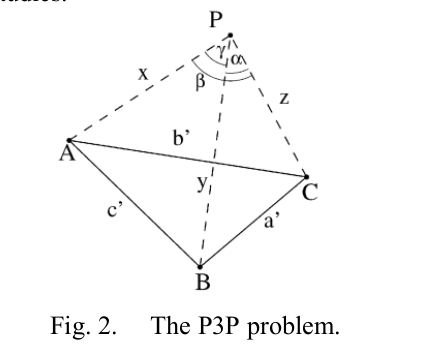 P
γ α
x β z
b'
A
y C
c' a'
B
Fig. 2. The P3P problem.